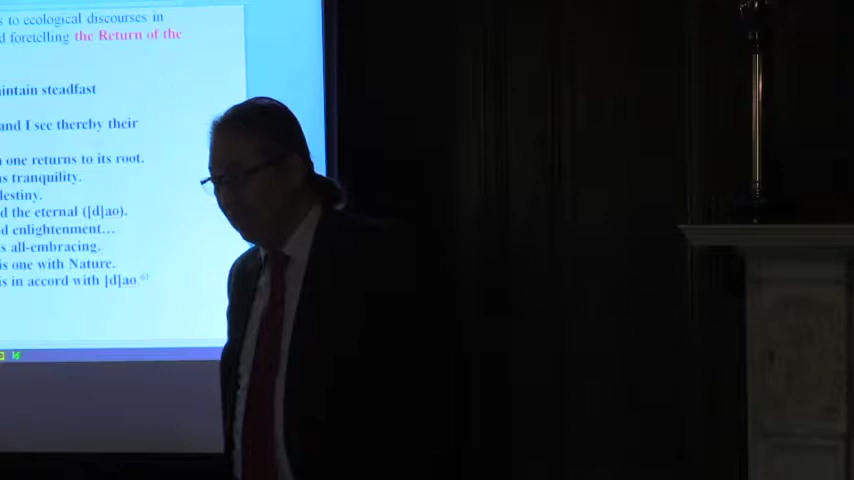 s to ecological discourses in
d foretelling the Return of the
intain steadfast
and I see thereby their
one returns to its root.
s tranquility.
destiny.
d the eternal ([d]ao).
d enlightenment…
s all-embracing.
is one with Nature.
is in accord with [d]ao